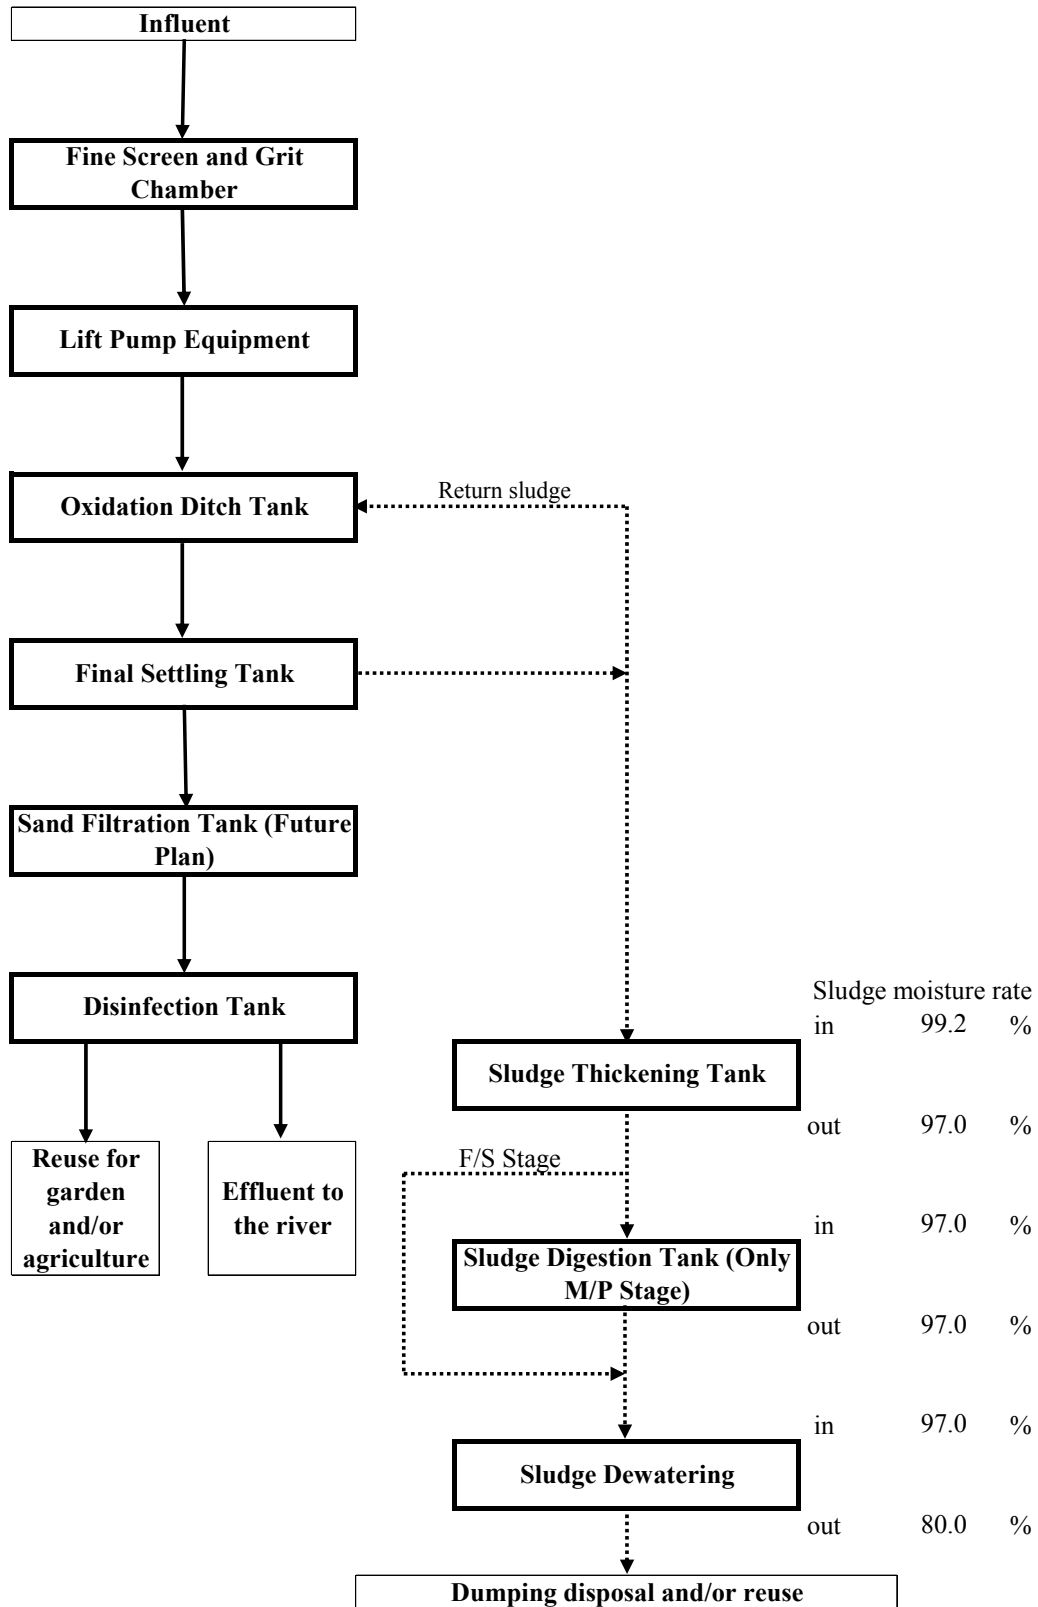 Influent
Fine Screen and Grit
Chamber
Lift Pump Equipment
Oxidation Ditch Tank
Return sludge
Final Settling Tank
Sand Filtration Tank (Future
Plan)
Disinfection Tank
Reuse for
garden
and/or
agriculture
Effluent to
the river
Sludge moisture rate
in 99.2 %
Sludge Thickening Tank
out 97.0 %
F/S Stage
in 97.0 %
Sludge Digestion Tank (Only
M/P Stage)
out 97.0 %
in 97.0 %
Sludge Dewatering
out 80.0 %
Dumping disposal and/or reuse